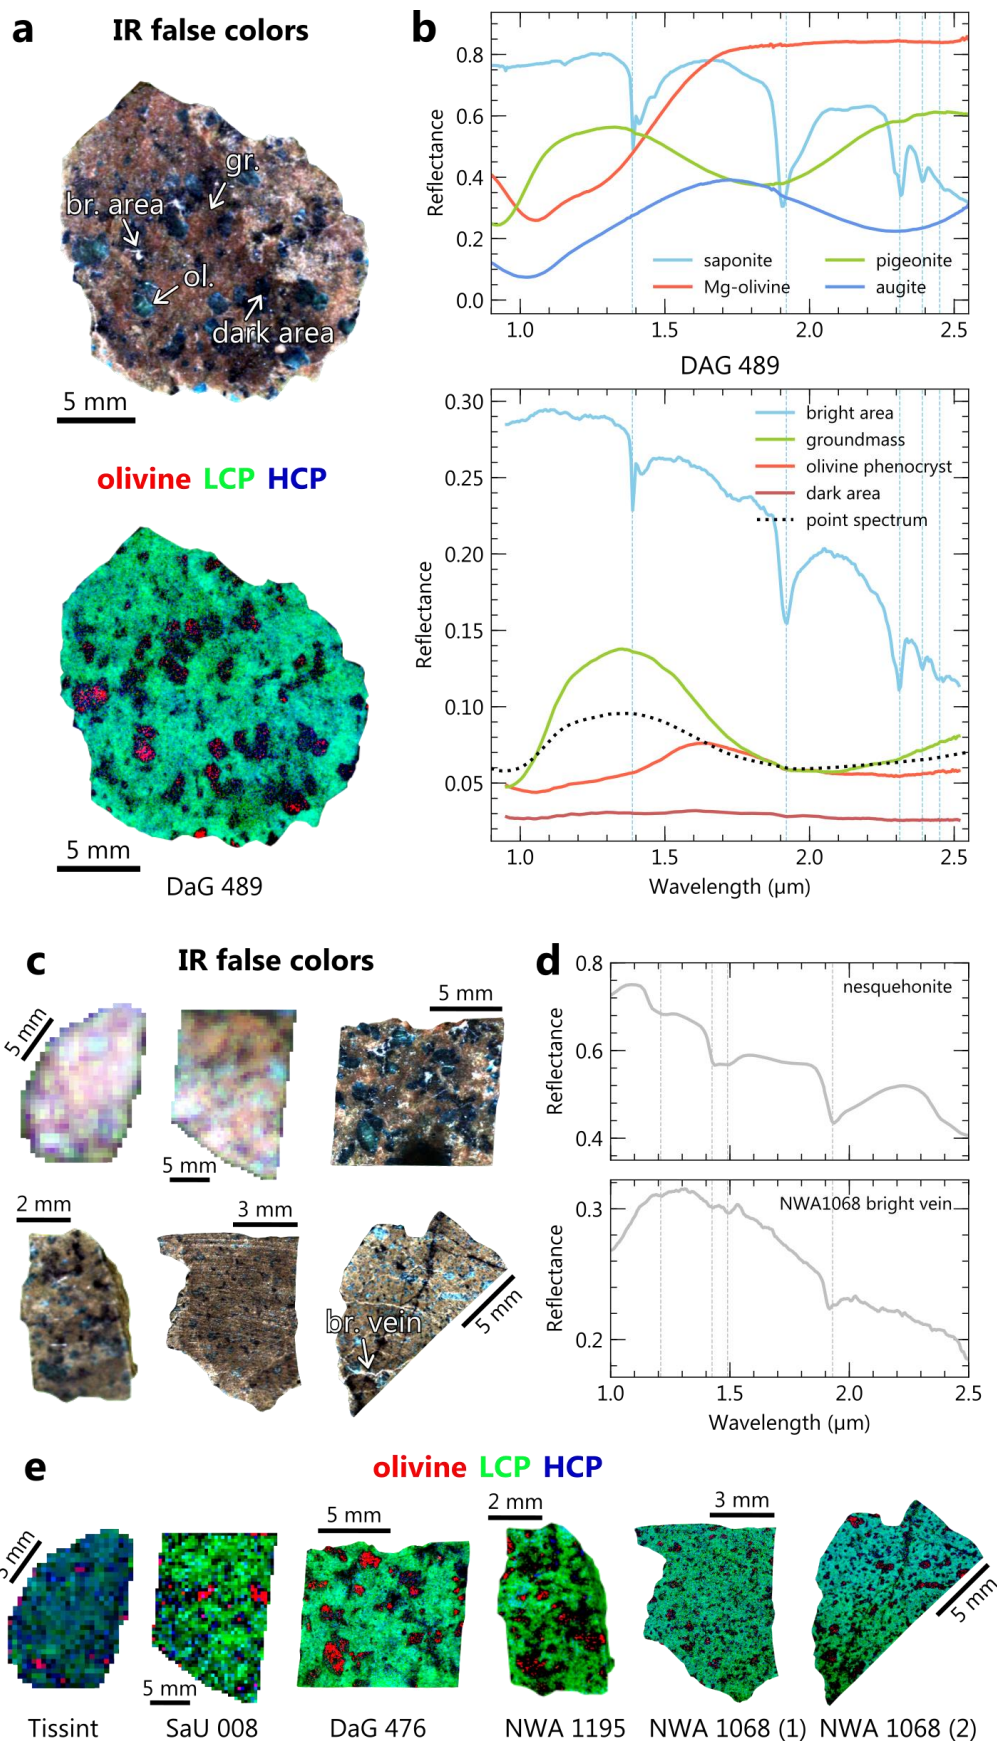 a
IR false colors
gr.
br. area
ol.
dark area
5 mm
olivine LCP HCP
5 mm
DaG 489
b
0.8
0.6
0.4
0.2
0.0
Reflectance
saponite
Mg-olivine
pigeonite
augite
1.0 1.5 2.0 2.5
DAG 489
0.30
0.25
0.20
0.15
0.10
0.05
Reflectance
bright area
groundmass
olivine phenocryst
dark area
point spectrum
1.0 1.5 2.0 2.5
Wavelength (µm)
c
IR false colors
5 mm
5 mm
5 mm
2 mm
3 mm
br. vein
5 mm
d
0.8
0.6
0.4
Reflectance
nesquehonite
0.3
0.2
Reflectance
NWA1068 bright vein
1.0 1.5 2.0 2.5
Wavelength (µm)
e
olivine LCP HCP
5 mm
5 mm
5 mm
2 mm
3 mm
5 mm
Tissint SaU 008 DaG 476 NWA 1195 NWA 1068 (1) NWA 1068 (2)